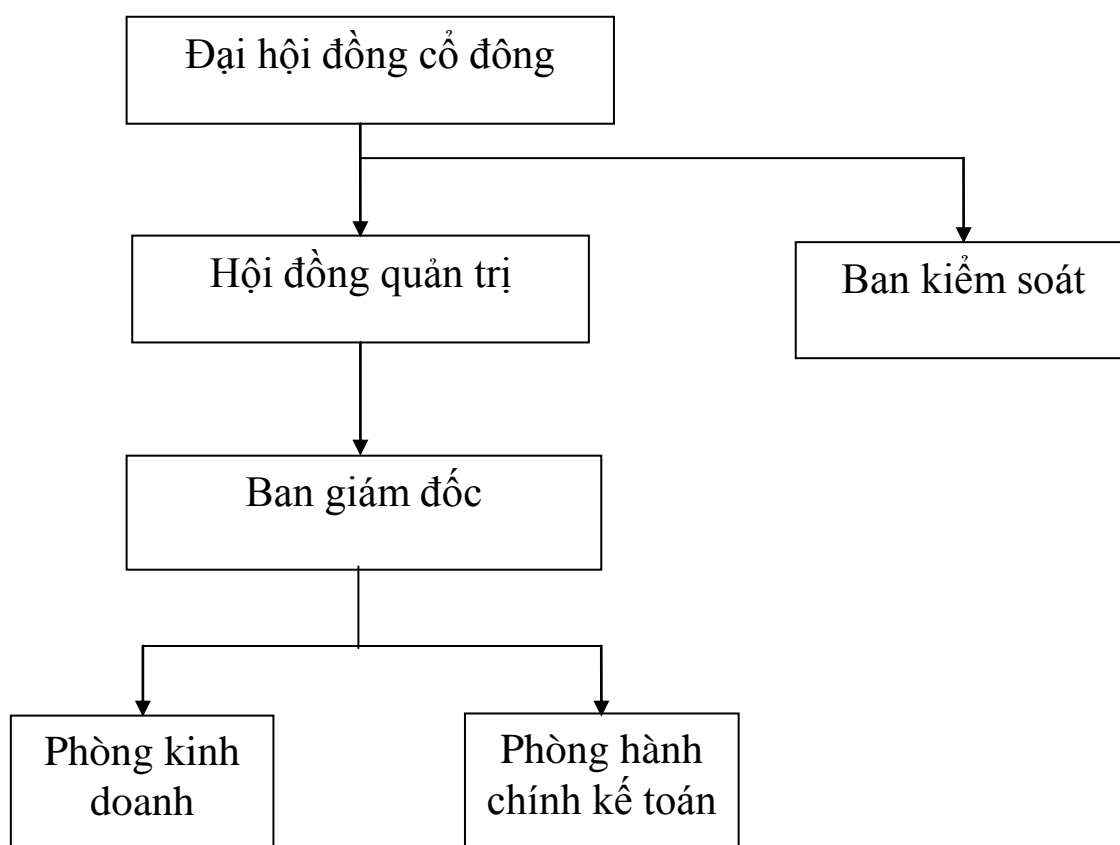 Đại hội đồng cổ đông
Hội đồng quản trị
Ban kiểm soát
Ban giám đốc
Phòng kinh
doanh
Phòng hành
chính kế toán